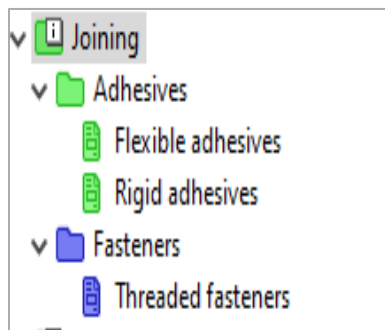 Joining
Adhesives
Flexible adhesives
Rigid adhesives
Fasteners
Threaded fasteners